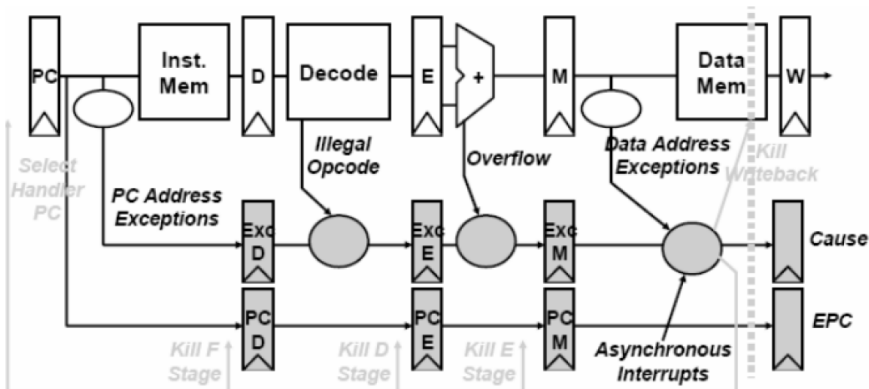 PC
Inst.
Mem
D
Decode
E
+
M
Data
Mem
W
Select
Handler
PC
PC Address
Exceptions
Illegal
Opcode
Overflow
Data Address
Exceptions
Kill
Writeback
Exc
D
Exc
E
Exc
M
Cause
PC
D
PC
E
PC
M
EPC
Kill F
Stage
Kill D
Stage
Kill E
Stage
Asynchronous
Interrupts